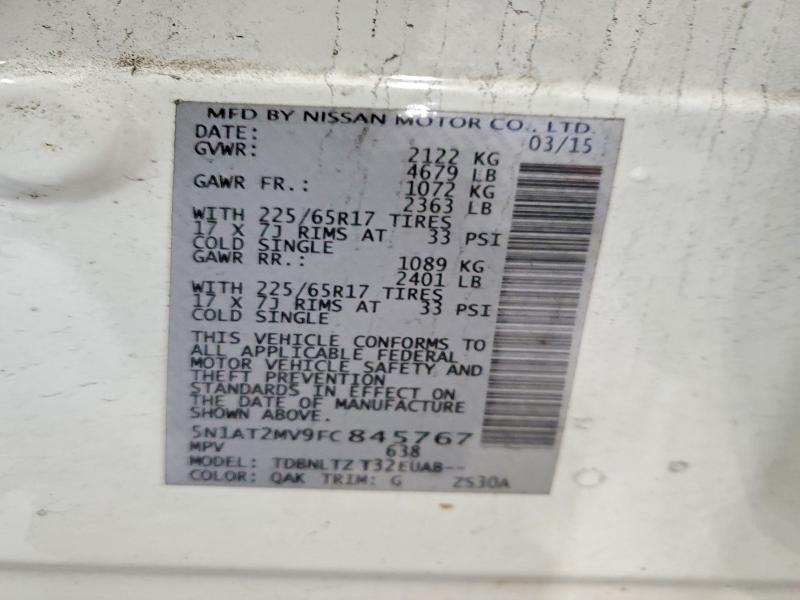 MFD BY NISSAN MOTOR CO., LTD.
DATE: 03/15
GVWR: 2122 KG
4679 LB
GAWR FR.: 1072 KG
2363 LB
WITH 225/65R17 TIRES
17 X 7J RIMS AT 33 PSI
COLD SINGLE
GAWR RR.: 1089 KG
2401 LB
WITH 225/65R17 TIRES
17 X 7J RIMS AT 33 PSI
COLD SINGLE
THIS VEHICLE CONFORMS TO
ALL APPLICABLE FEDERAL
MOTOR VEHICLE SAFETY AND
THEFT PREVENTION
STANDARDS IN EFFECT ON
THE DATE OF MANUFACTURE
SHOWN ABOVE.
5N1AT2MV9FC845767
MPV 638
MODEL: TDBNLTZ T32EUAB--
COLOR: QAK TRIM: G ZS30A